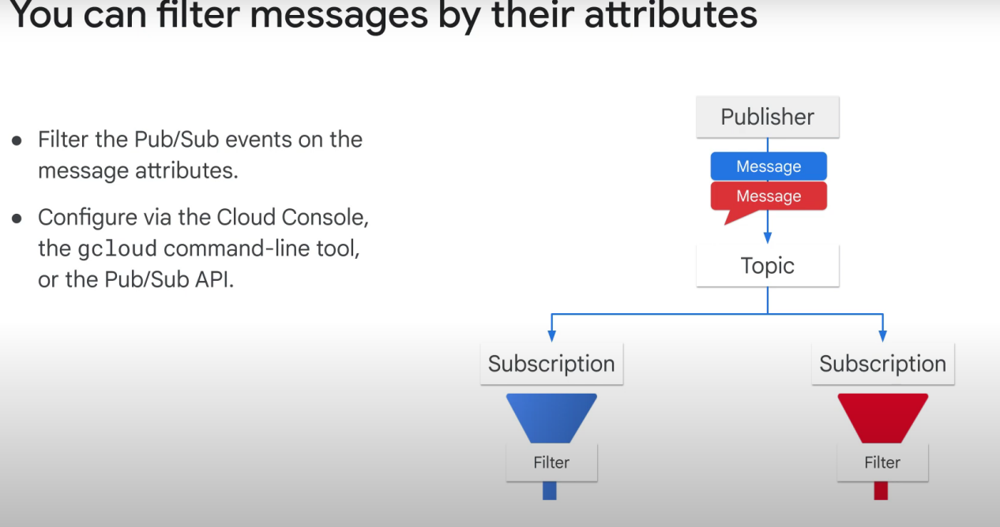 You can filter messages by their attributes
● Filter the Pub/Sub events on the
message attributes.
● Configure via the Cloud Console,
the gcloud command-line tool,
or the Pub/Sub API.
Publisher
Message
Message
Topic
Subscription
Subscription
Filter
Filter